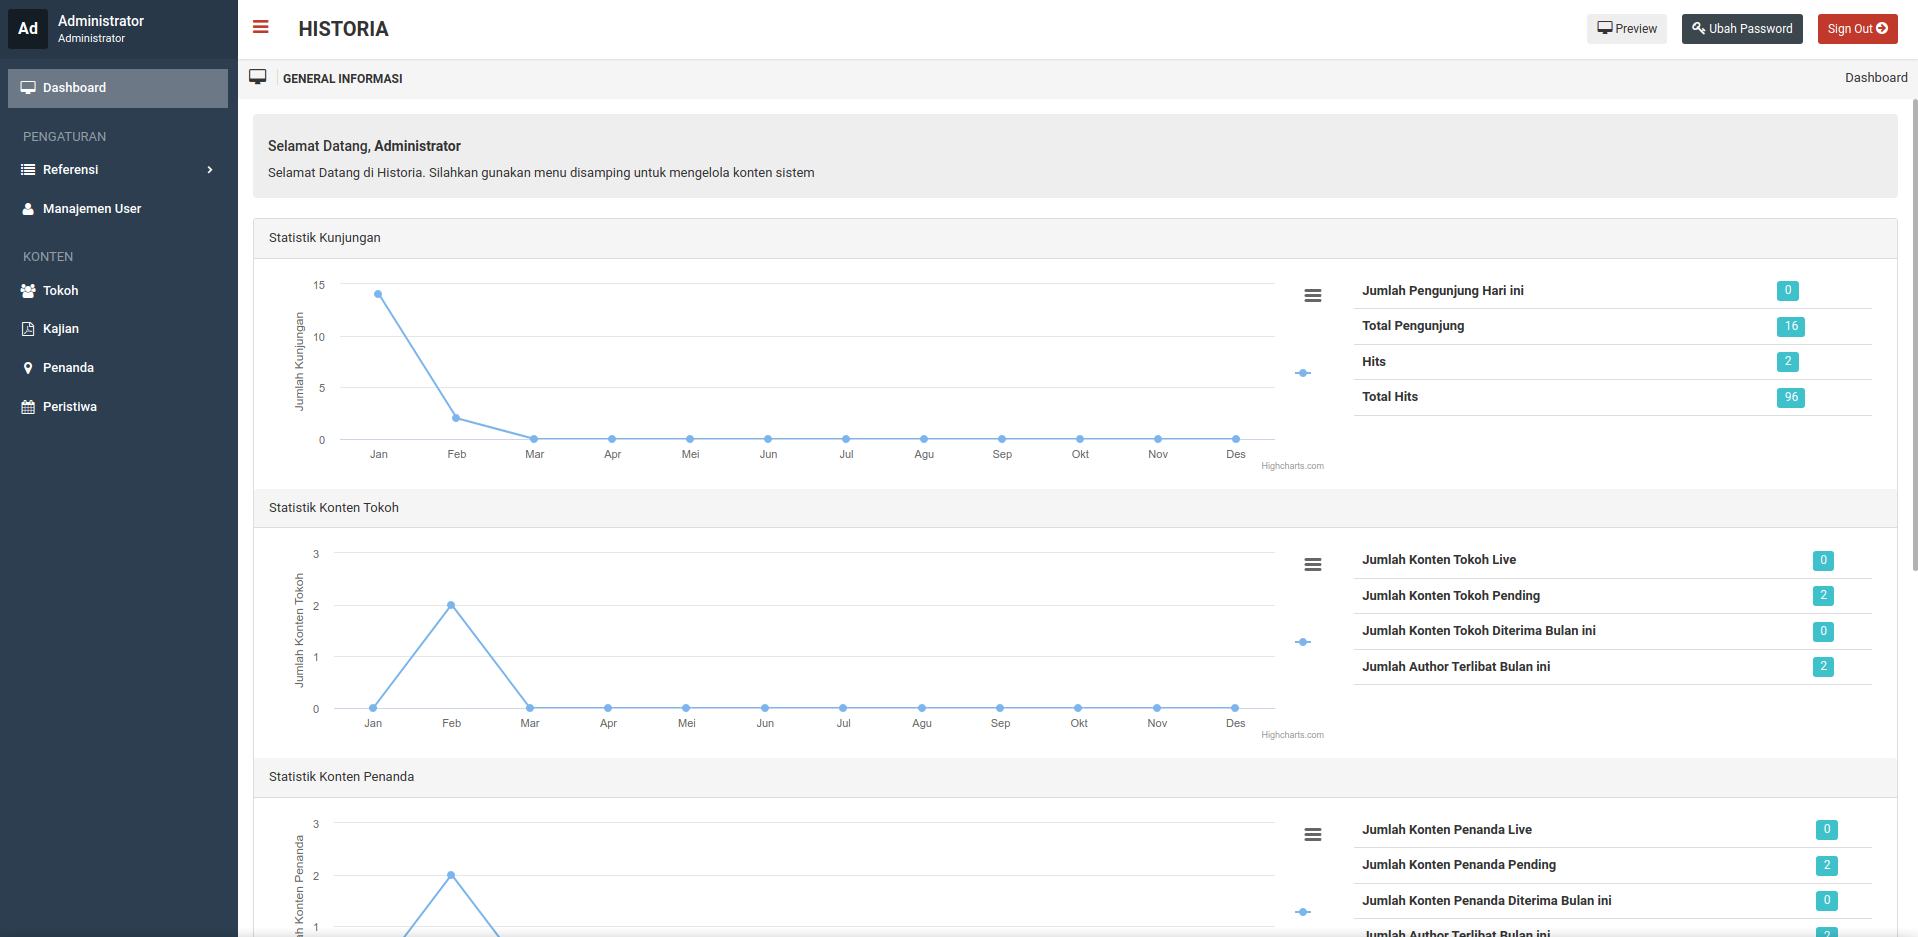 Ad
Administrator
Administrator
HISTORIA
Preview
Ubah Password
Sign Out
Dashboard
GENERAL INFORMASI
Dashboard
PENGATURAN
Referensi
Manajemen User
KONTEN
Tokoh
Kajian
Penanda
Peristiwa
Selamat Datang, Administrator
Selamat Datang di Historia. Silahkan gunakan menu disamping untuk mengelola konten sistem
Statistik Kunjungan
Jumlah Kunjungan
15
10
5
0
Jan Feb Mar Apr Mei Jun Jul Agu Sep Okt Nov Des
Highcharts.com
Jumlah Pengunjung Hari ini 0
Total Pengunjung 16
Hits 2
Total Hits 96
Statistik Konten Tokoh
Jumlah Konten Tokoh
3
2
1
0
Jan Feb Mar Apr Mei Jun Jul Agu Sep Okt Nov Des
Highcharts.com
Jumlah Konten Tokoh Live 0
Jumlah Konten Tokoh Pending 2
Jumlah Konten Tokoh Diterima Bulan ini 0
Jumlah Author Terlibat Bulan ini 2
Statistik Konten Penanda
Konten Penanda
3
2
1
Jumlah Konten Penanda Live 0
Jumlah Konten Penanda Pending 2
Jumlah Konten Penanda Diterima Bulan ini 0
Jumlah Author Terlibat Bulan ini 2